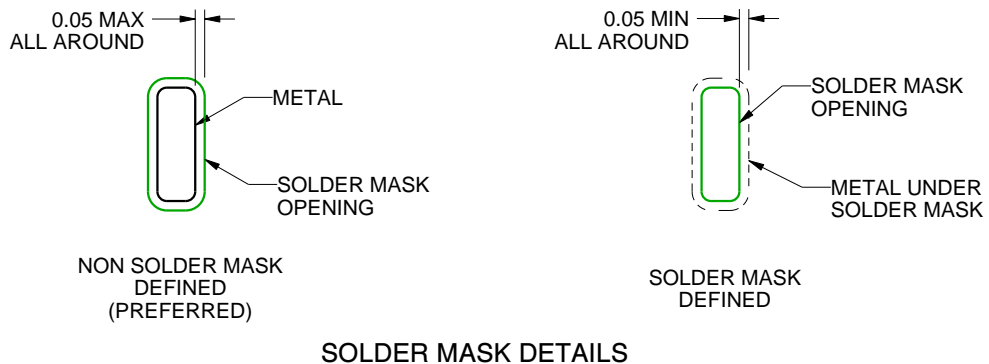 0.05 MAX
ALL AROUND
METAL
SOLDER MASK
OPENING
NON SOLDER MASK
DEFINED
(PREFERRED)
0.05 MIN
ALL AROUND
SOLDER MASK
OPENING
METAL UNDER
SOLDER MASK
SOLDER MASK
DEFINED
SOLDER MASK DETAILS